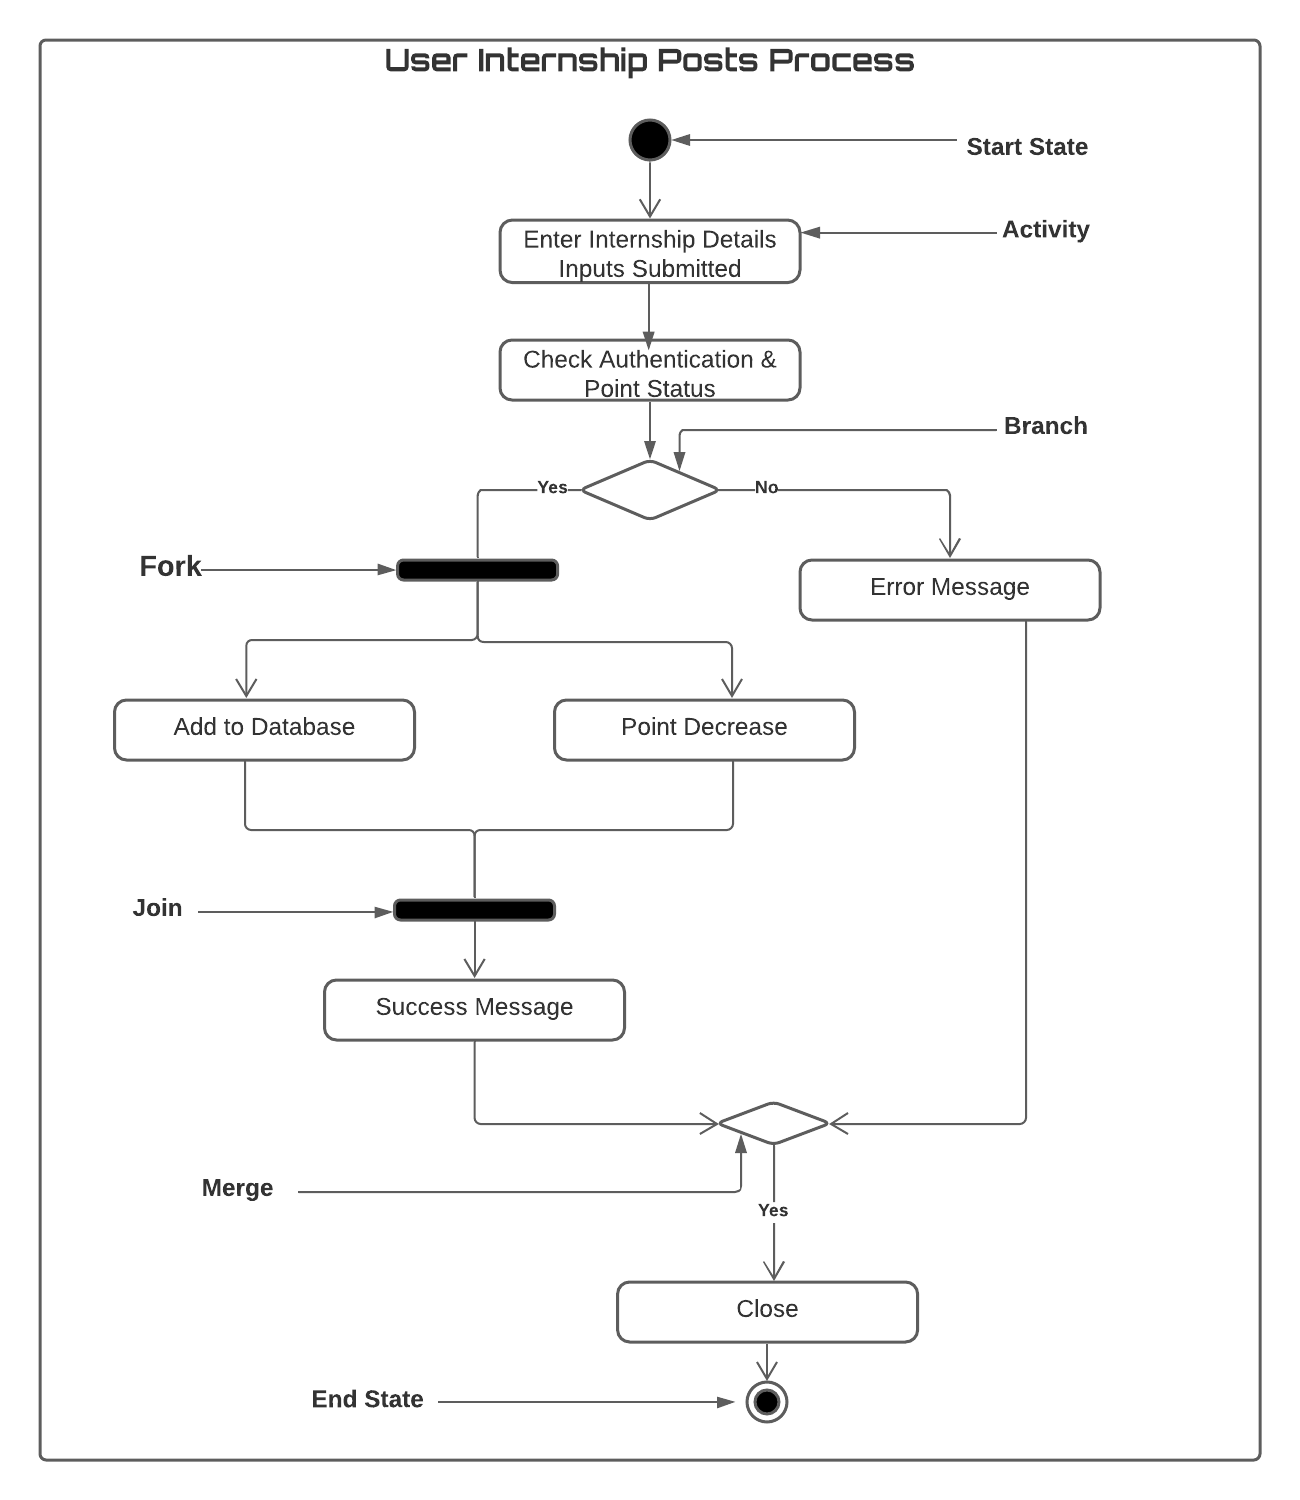 User Internship Posts Process
Start State
Activity
Enter Internship Details
Inputs Submitted
Check Authentication &
Point Status
Branch
Yes
No
Fork
Error Message
Add to Database
Point Decrease
Join
Success Message
Merge
Yes
Close
End State